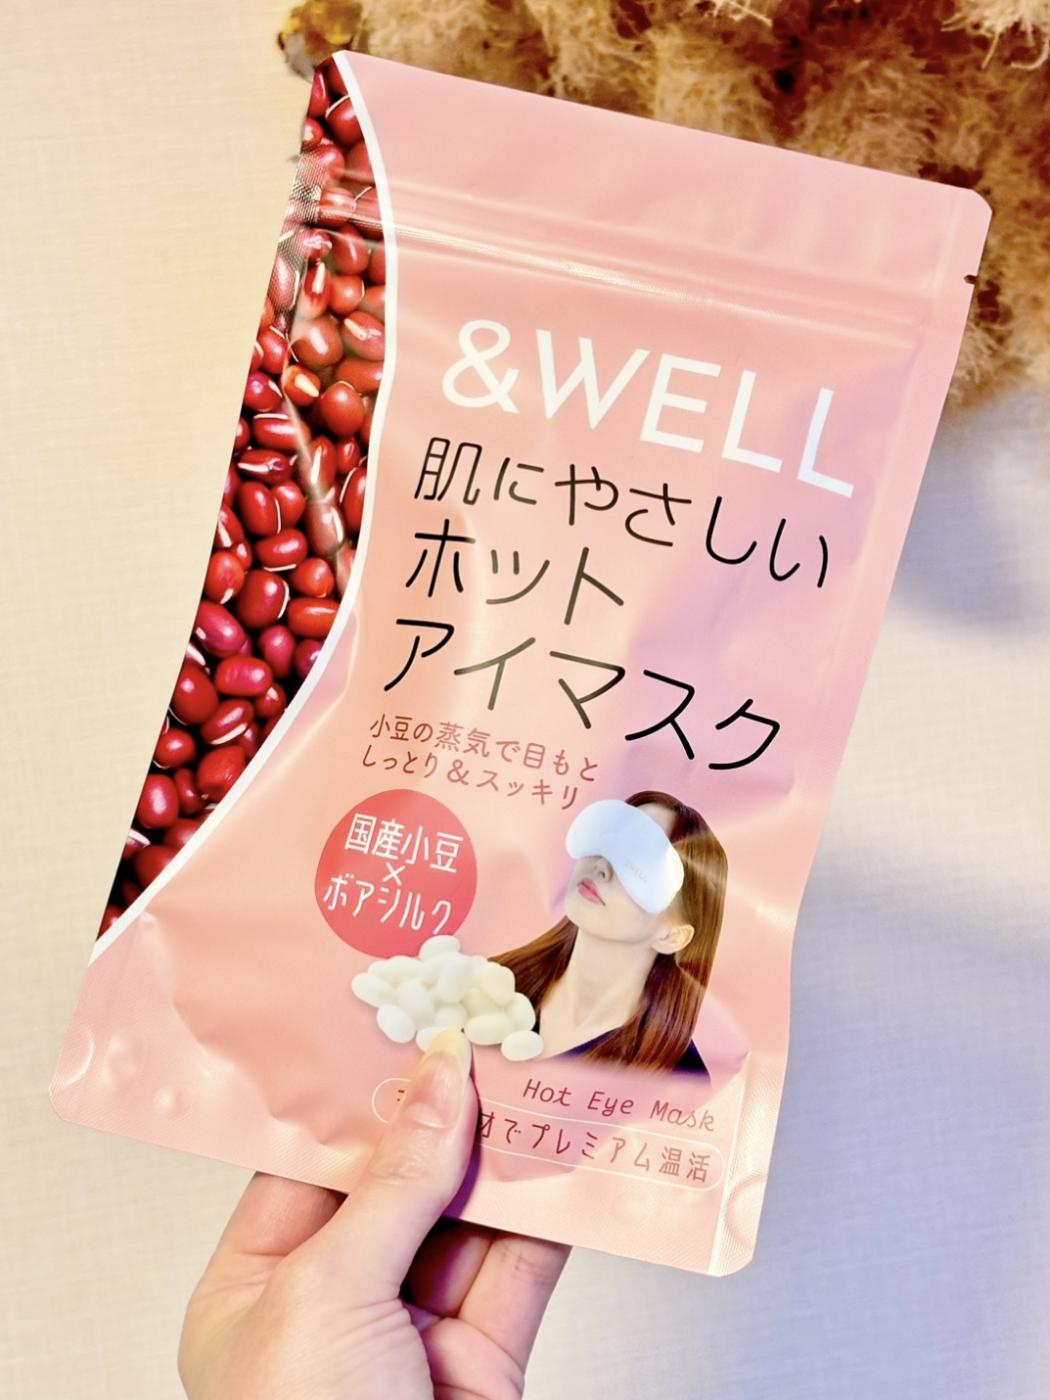 &WELL
肌にやさしい
ホット
アイマスク
小豆の蒸気で目もと
しっとり&スッキリ
国産小豆
×
ボアシルク
Hot Eye Mask
でプレミアム温活